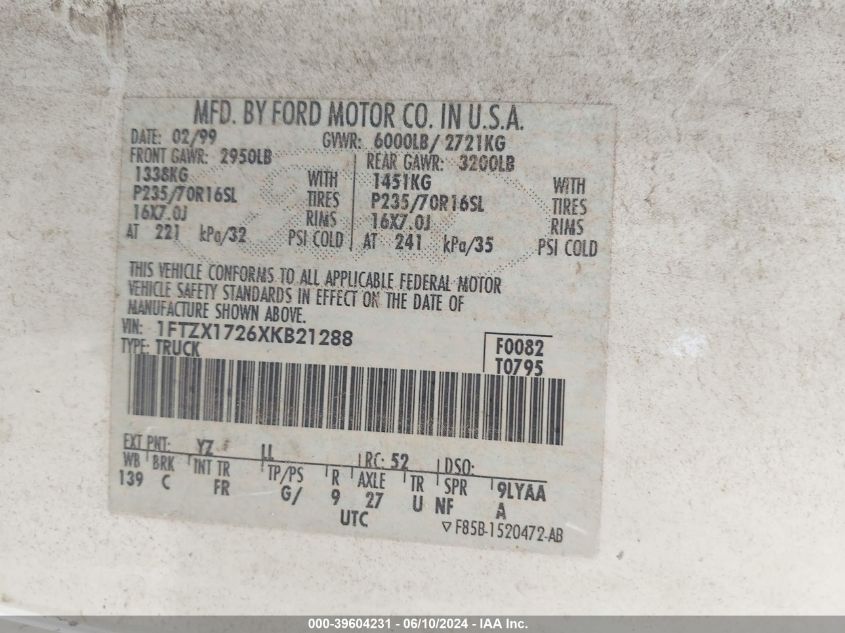 MFD. BY FORD MOTOR CO. IN U.S.A.
DATE: 02/99 GVWR: 6000LB/ 2721KG
FRONT GAWR: 2950LB REAR GAWR: 3200LB
1338KG WITH 1451KG WITH
P235/70R16SL TIRES P235/70R16SL TIRES
16X7.0J RIMS 16X7.0J RIMS
AT 221 kPa/32 PSI COLD AT 241 kPa/35 PSI COLD
THIS VEHICLE CONFORMS TO ALL APPLICABLE FEDERAL MOTOR
VEHICLE SAFETY STANDARDS IN EFFECT ON THE DATE OF
MANUFACTURE SHOWN ABOVE.
VIN: 1FTZX1726XKB21288 F0082
TYPE: TRUCK T0795
EXT PNT: YZ LL RC: 52 DSO:
WB BRK INT TR TP/PS R AXLE TR SPR 9LYAA
139 C FR G/ 9 27 U NF A
UTC F85B-1520472-AB
000-39604231 - 06/10/2024 - IAA Inc.